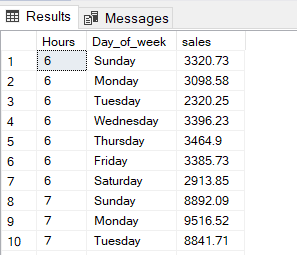 Results Messages
Hours Day_of_week sales
1 6 Sunday 3320.73
2 6 Monday 3098.58
3 6 Tuesday 2320.25
4 6 Wednesday 3396.23
5 6 Thursday 3464.9
6 6 Friday 3385.73
7 6 Saturday 2913.85
8 7 Sunday 8892.09
9 7 Monday 9516.52
10 7 Tuesday 8841.71